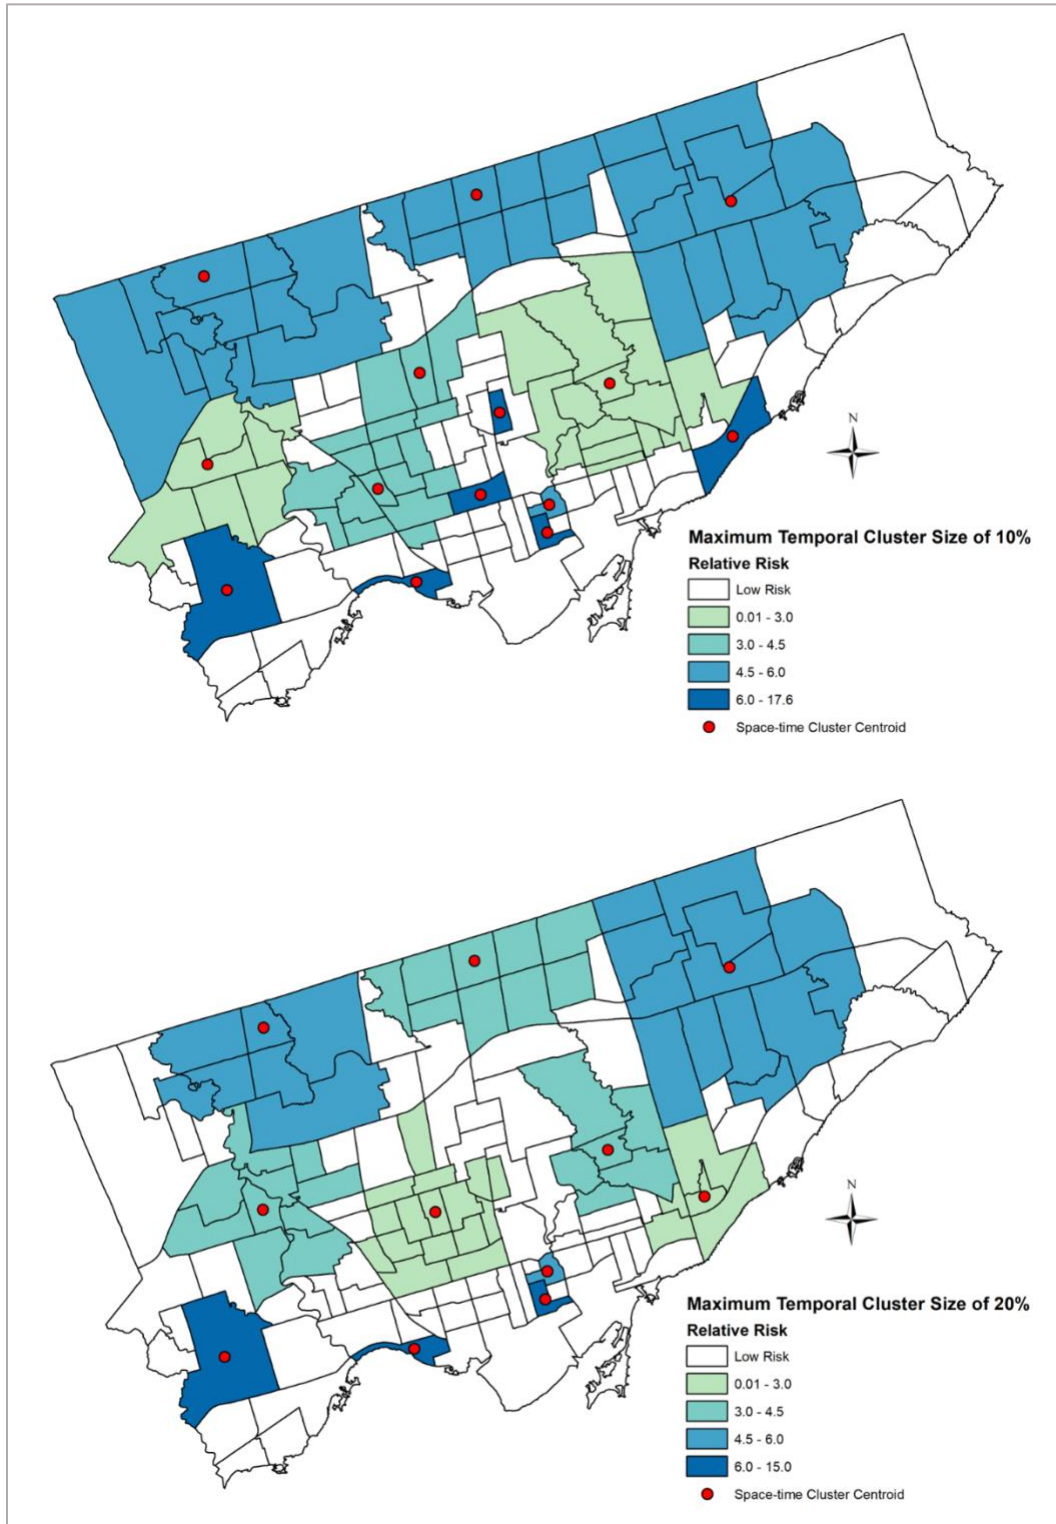 N
Maximum Temporal Cluster Size of 10%
Relative Risk
Low Risk
0.01 - 3.0
3.0 - 4.5
4.5 - 6.0
6.0 - 17.6
Space-time Cluster Centroid
N
Maximum Temporal Cluster Size of 20%
Relative Risk
Low Risk
0.01 - 3.0
3.0 - 4.5
4.5 - 6.0
6.0 - 15.0
Space-time Cluster Centroid